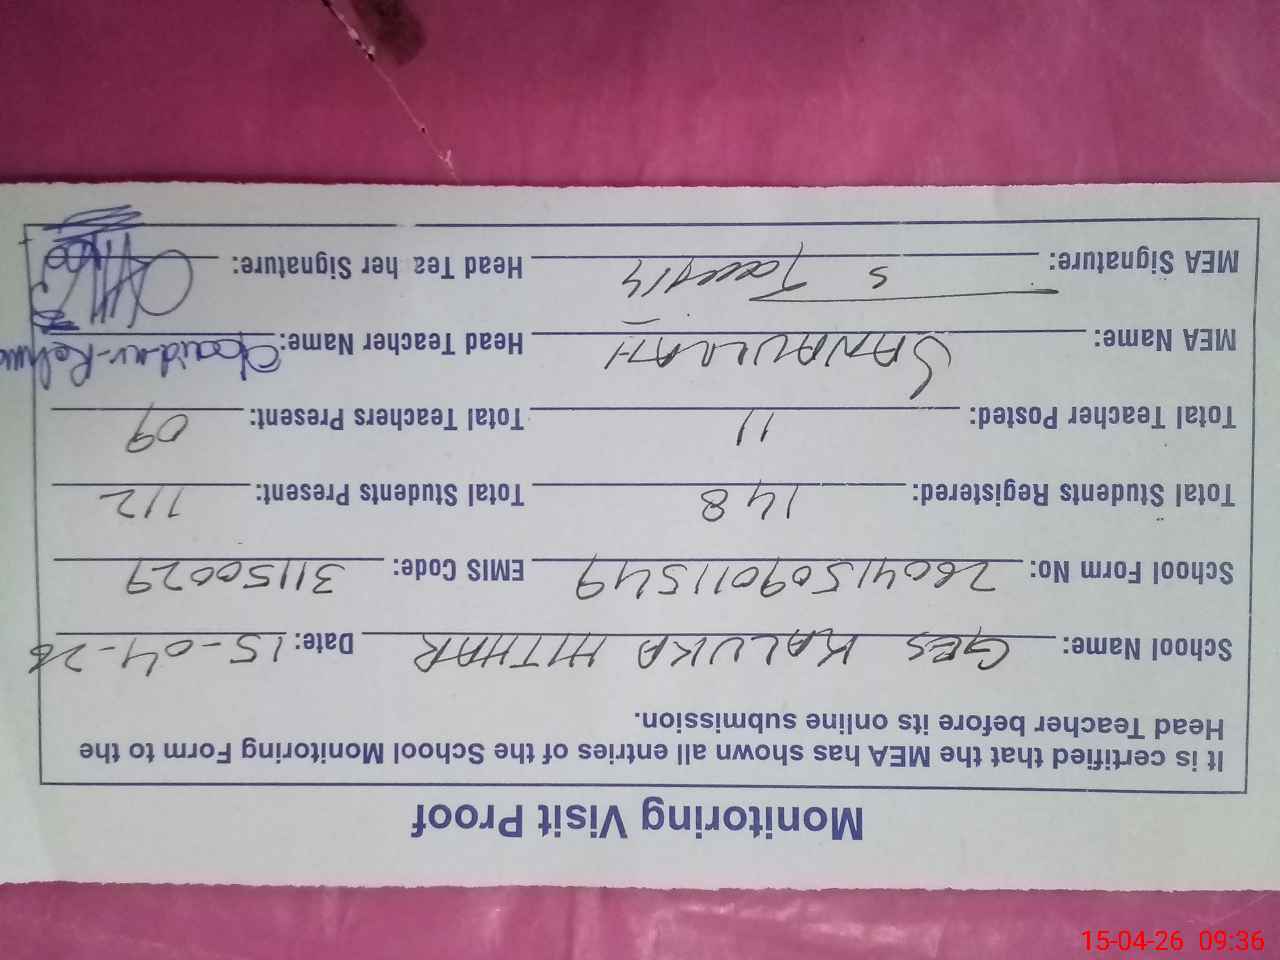 Monitoring Visit Proof
It is certified that the MEA has shown all entries of the School Monitoring Form to the
Head Teacher before its online submission.
School Name: GES KALUKA HITHAR Date: 15-04-26
School Form No: 26041509011549 EMIS Code: 31150029
Total Students Registered: 148 Total Students Present: 112
Total Teacher Posted: 11 Total Teachers Present: 09
MEA Name: SANAULLAH Head Teacher Name:
MEA Signature: Head Teacher Signature:
15-04-26 09:36